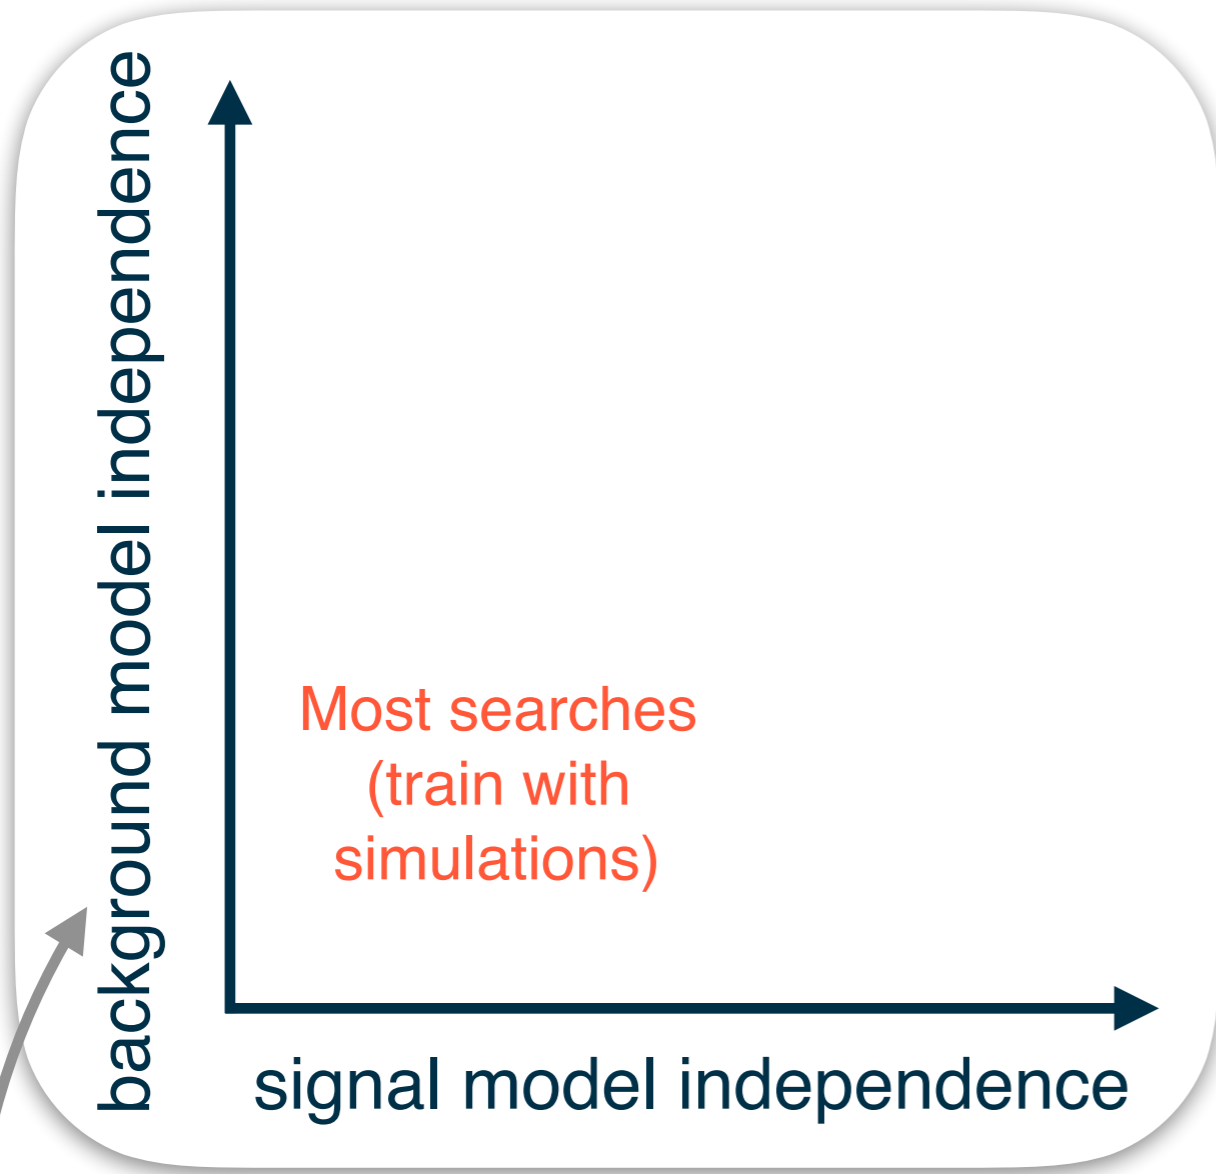 background model independence
Most searches
(train with
simulations)
signal model independence